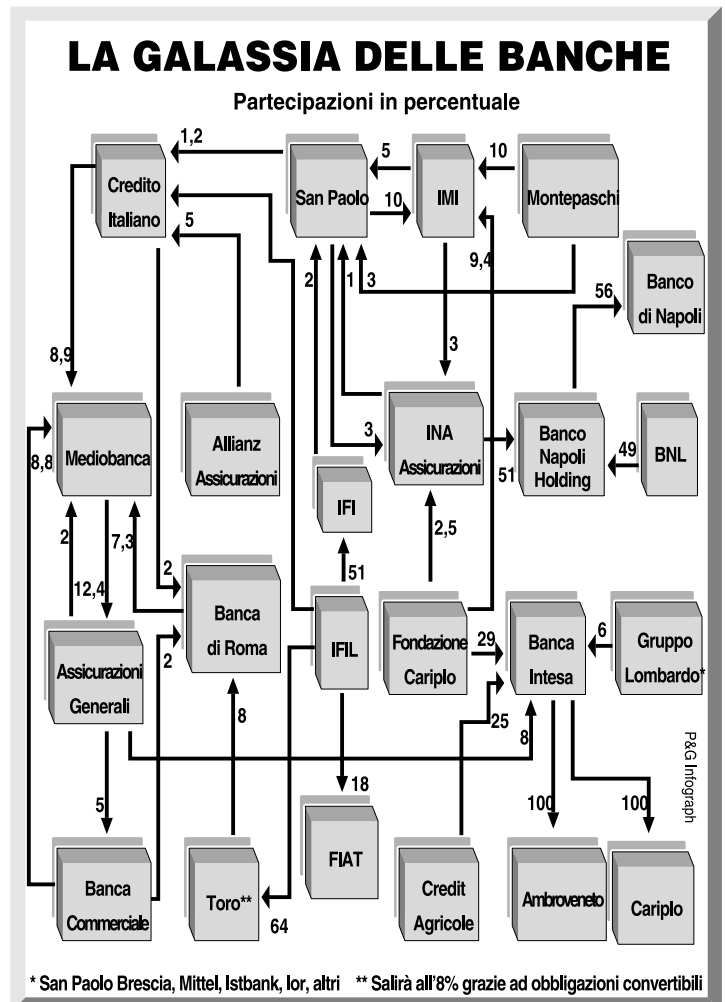 LA GALASSIA DELLE BANCHE
Partecipazioni in percentuale
1,2
5
10
Credito
Italiano
San Paolo
10
IMI
Montepaschi
5
9,4
2
1
3
56
Banco
di Napoli
8,9
3
Mediobanca
8,8
Allianz
Assicurazioni
3
INA
Assicurazioni
51
Banco
Napoli
Holding
49
BNL
IFI
2
7,3
2,5
12,4
2
51
Banca
di Roma
2
IFIL
Fondazione
Cariplo
29
Banca
Intesa
6
Gruppo
Lombardo*
Assicurazioni
Generali
8
25
8
P&G Infograph
5
18
100
100
FIAT
Banca
Commerciale
Toro**
64
Credit
Agricole
Ambroveneto
Cariplo
* San Paolo Brescia, Mittel, Istbank, Ior, altri ** Salirà all'8% grazie ad obbligazioni convertibili